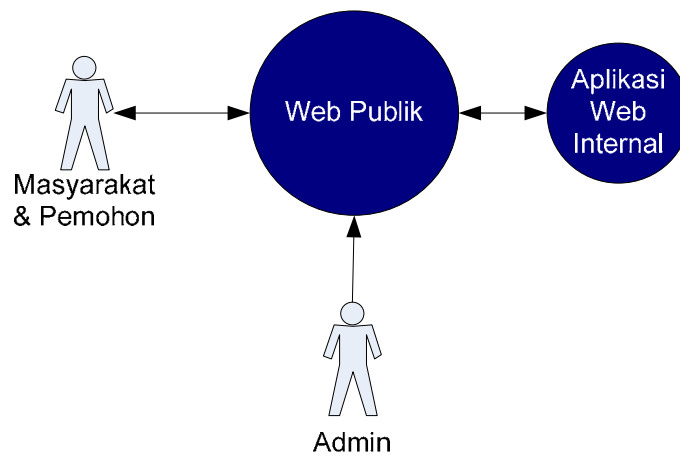 Masyarakat
& Pemohon
Web Publik
Aplikasi
Web
Internal
Admin